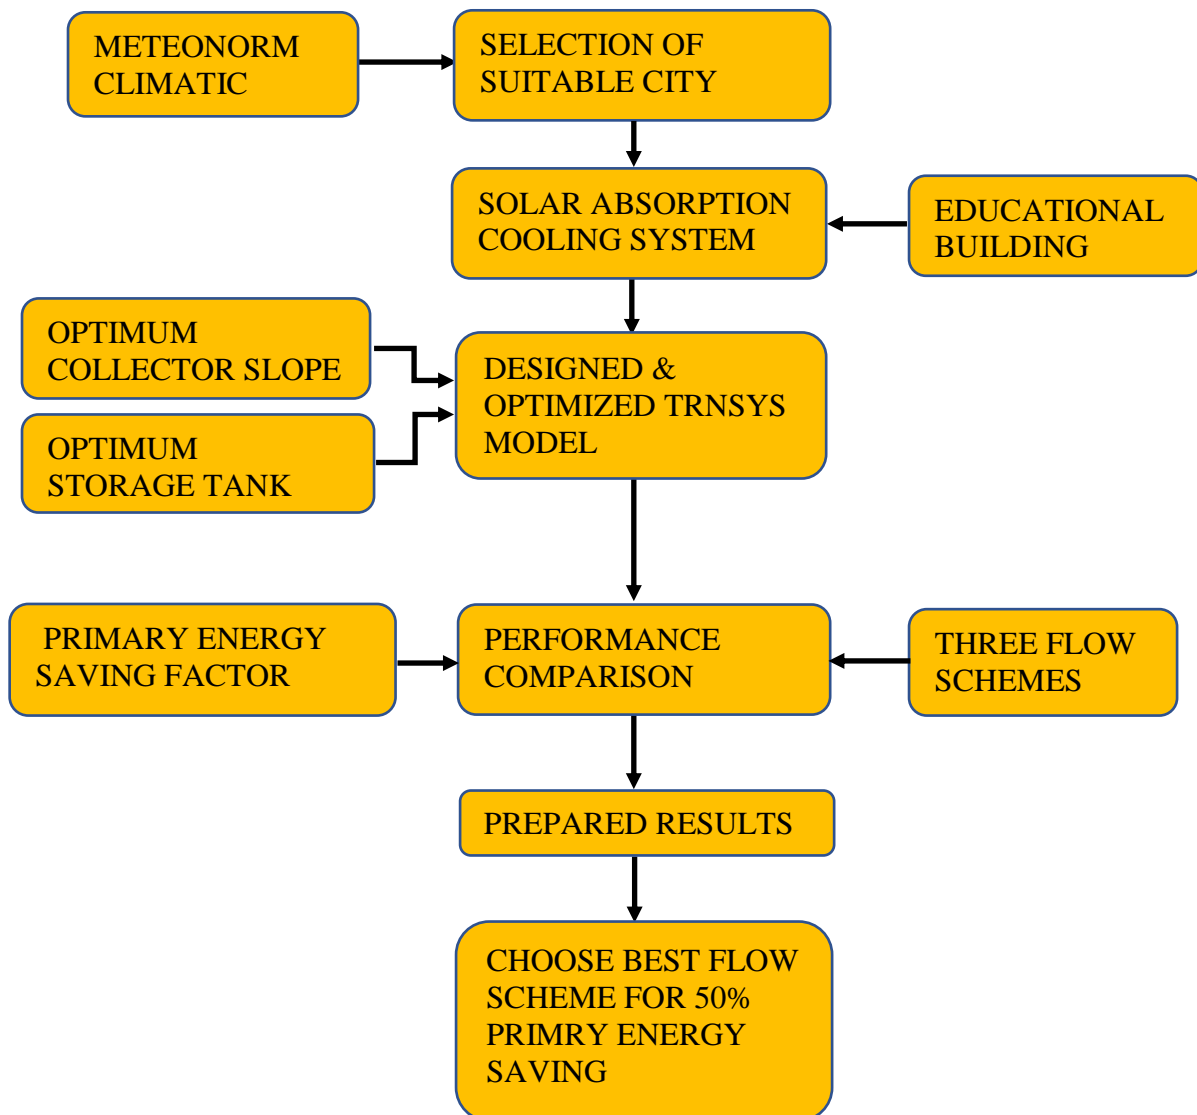 METEONORM
CLIMATIC
SELECTION OF
SUITABLE CITY
SOLAR ABSORPTION
COOLING SYSTEM
EDUCATIONAL
BUILDING
OPTIMUM
COLLECTOR SLOPE
OPTIMUM
STORAGE TANK
DESIGNED &
OPTIMIZED TRNSYS
MODEL
PRIMARY ENERGY
SAVING FACTOR
PERFORMANCE
COMPARISON
THREE FLOW
SCHEMES
PREPARED RESULTS
CHOOSE BEST FLOW
SCHEME FOR 50%
PRIMRY ENERGY
SAVING